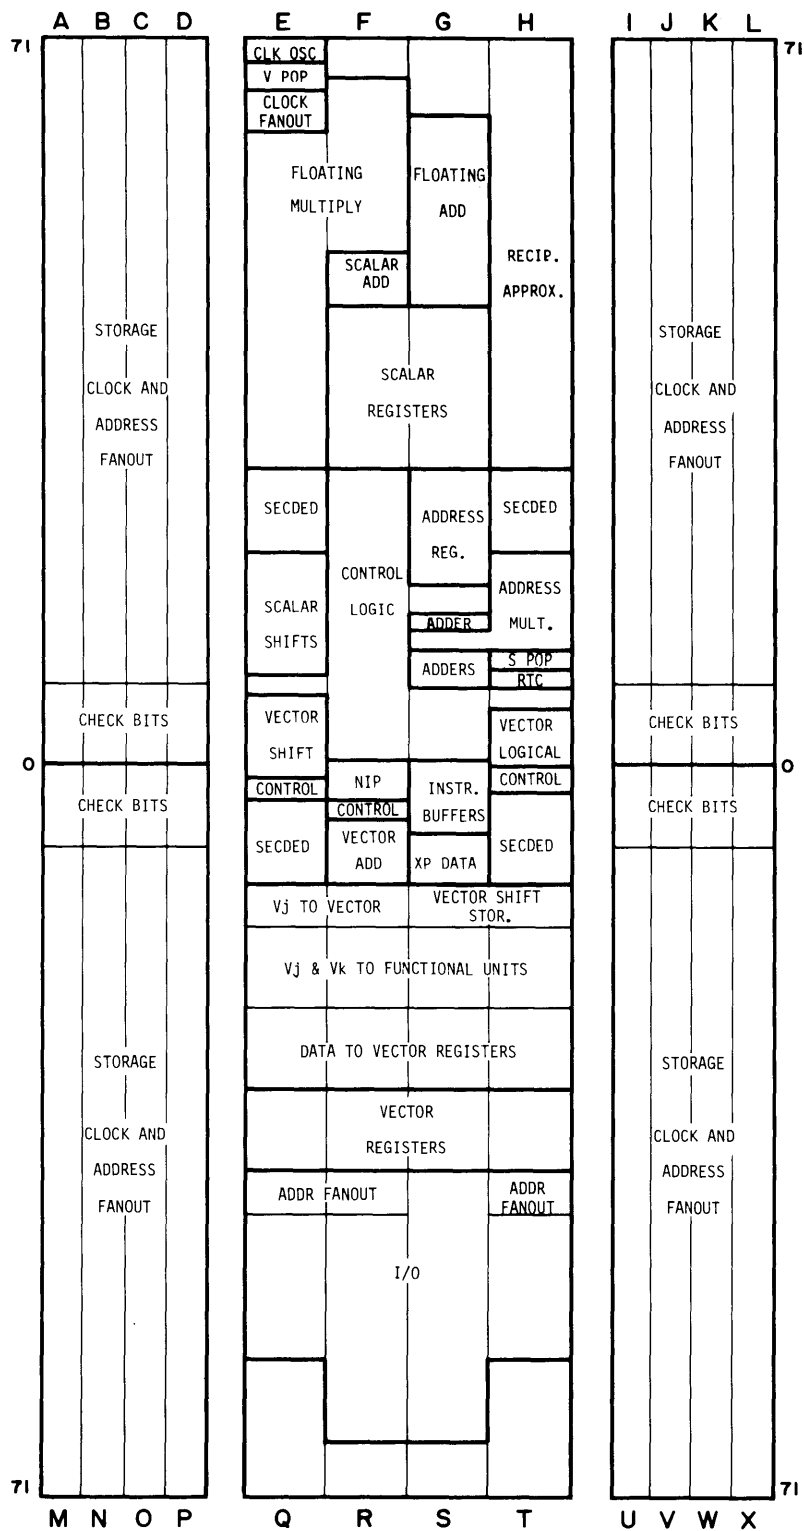 A B C D
E F G H
I J K L
71
71
CLK OSC
V POP
CLOCK
FANOUT
FLOATING
MULTIPLY
FLOATING
ADD
SCALAR
ADD
RECIP.
APPROX.
STORAGE
CLOCK AND
ADDRESS
FANOUT
SCALAR
REGISTERS
STORAGE
CLOCK AND
ADDRESS
FANOUT
SECDED
CONTROL
LOGIC
ADDRESS
REG.
SECDED
SCALAR
SHIFTS
ADDER
ADDRESS
MULT.
ADDERS
S POP
RTC
CHECK BITS
VECTOR
SHIFT
VECTOR
LOGICAL
CHECK BITS
0
0
CHECK BITS
CONTROL
NIP
CONTROL
INSTR.
BUFFERS
CONTROL
CHECK BITS
SECDED
VECTOR
ADD
XP DATA
SECDED
Vj TO VECTOR
VECTOR SHIFT
STOR.
Vj & Vk TO FUNCTIONAL UNITS
DATA TO VECTOR REGISTERS
STORAGE
CLOCK AND
ADDRESS
FANOUT
VECTOR
REGISTERS
STORAGE
CLOCK AND
ADDRESS
FANOUT
ADDR FANOUT
ADDR
FANOUT
I/O
71
71
M N O P
Q R S T
U V W X